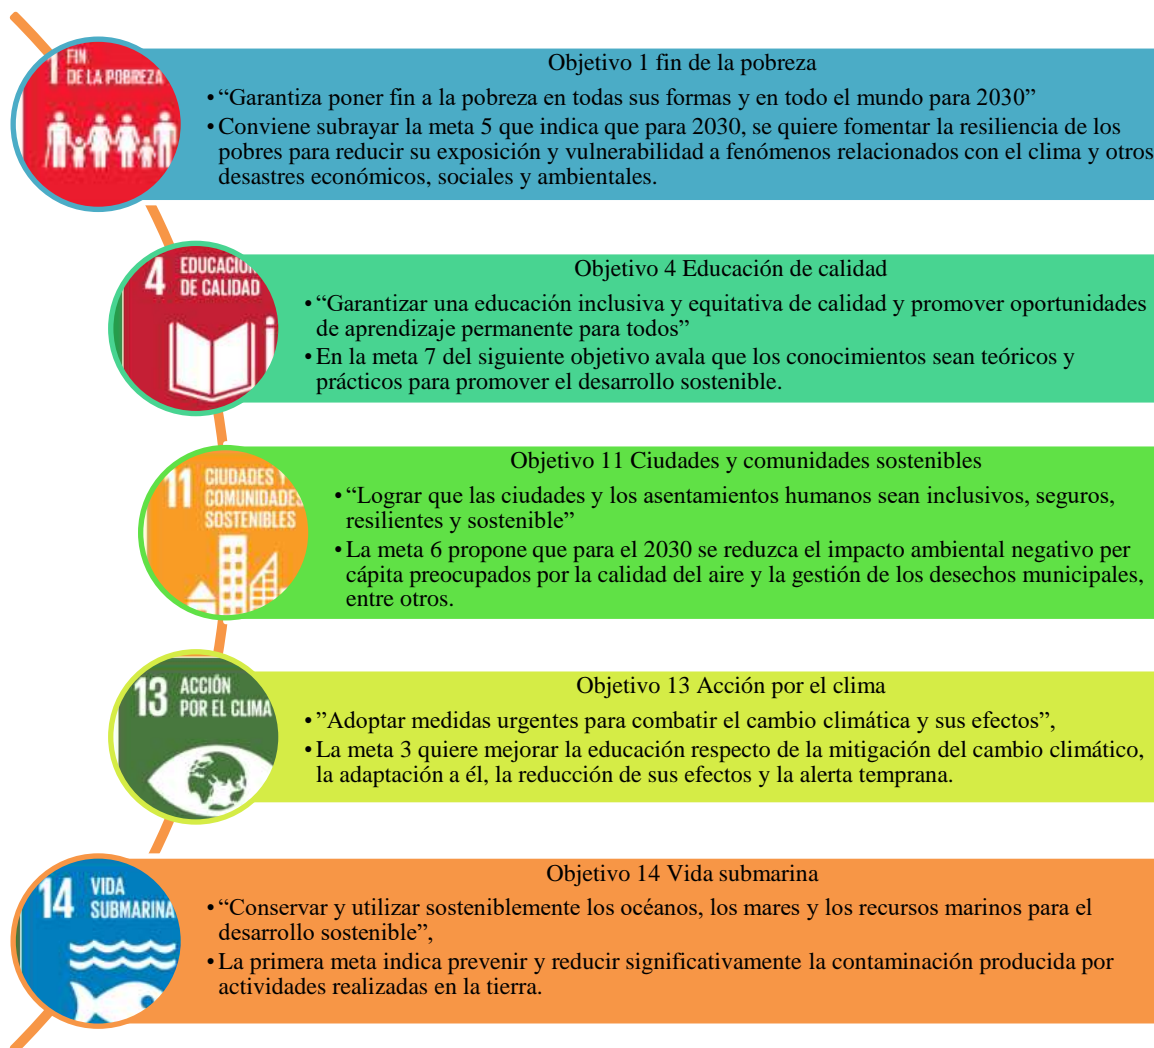 1 FIN
DE LA POBREZA
Objetivo 1 fin de la pobreza
• “Garantiza poner fin a la pobreza en todas sus formas y en todo el mundo para 2030”
• Conviene subrayar la meta 5 que indica que para 2030, se quiere fomentar la resiliencia de los
pobres para reducir su exposición y vulnerabilidad a fenómenos relacionados con el clima y otros
desastres económicos, sociales y ambientales.
4 EDUCACIÓN
DE CALIDAD
Objetivo 4 Educación de calidad
• “Garantizar una educación inclusiva y equitativa de calidad y promover oportunidades
de aprendizaje permanente para todos”
• En la meta 7 del siguiente objetivo avala que los conocimientos sean teóricos y
prácticos para promover el desarrollo sostenible.
11 CIUDADES Y
COMUNIDADES
SOSTENIBLES
Objetivo 11 Ciudades y comunidades sostenibles
• “Lograr que las ciudades y los asentamientos humanos sean inclusivos, seguros,
resilientes y sostenible”
• La meta 6 propone que para el 2030 se reduzca el impacto ambiental negativo per
cápita preocupados por la calidad del aire y la gestión de los desechos municipales,
entre otros.
13 ACCIÓN
POR EL CLIMA
Objetivo 13 Acción por el clima
• ”Adoptar medidas urgentes para combatir el cambio climática y sus efectos”,
• La meta 3 quiere mejorar la educación respecto de la mitigación del cambio climático,
la adaptación a él, la reducción de sus efectos y la alerta temprana.
14 VIDA
SUBMARINA
Objetivo 14 Vida submarina
• “Conservar y utilizar sosteniblemente los océanos, los mares y los recursos marinos para el
desarrollo sostenible”,
• La primera meta indica prevenir y reducir significativamente la contaminación producida por
actividades realizadas en la tierra.